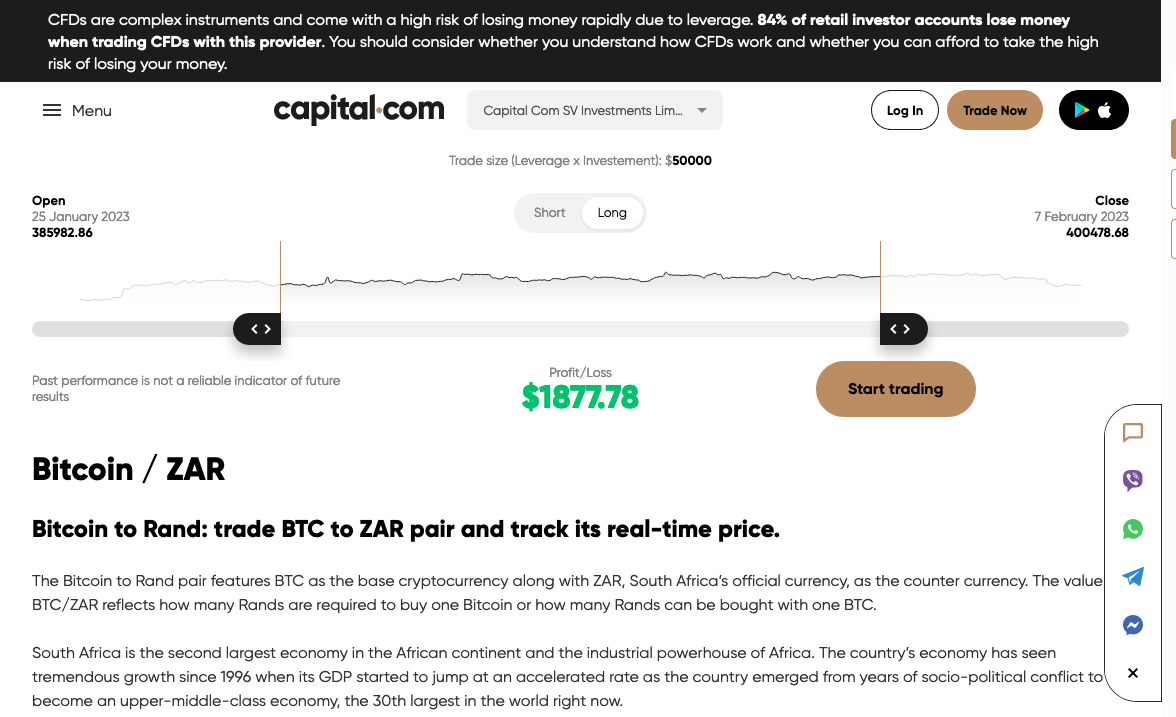 CFDs are complex instruments and come with a high risk of losing money rapidly due to leverage. 84% of retail investor accounts lose money
when trading CFDs with this provider. You should consider whether you understand how CFDs work and whether you can afford to take the high
risk of losing your money.
Menu
capital.com
Capital Com SV Investments Lim...
Log In
Trade Now
Trade size (Leverage x Investement): $50000
Open
25 January 2023
385982.86
Short
Long
Close
7 February 2023
400478.68
Past performance is not a reliable indicator of future
results
Profit/Loss
$1877.78
Start trading
Bitcoin / ZAR
Bitcoin to Rand: trade BTC to ZAR pair and track its real-time price.
The Bitcoin to Rand pair features BTC as the base cryptocurrency along with ZAR, South Africa’s official currency, as the counter currency. The value
BTC/ZAR reflects how many Rands are required to buy one Bitcoin or how many Rands can be bought with one BTC.
South Africa is the second largest economy in the African continent and the industrial powerhouse of Africa. The country’s economy has seen
tremendous growth since 1996 when its GDP started to jump at an accelerated rate as the country emerged from years of socio-political conflict to
become an upper-middle-class economy, the 30th largest in the world right now.